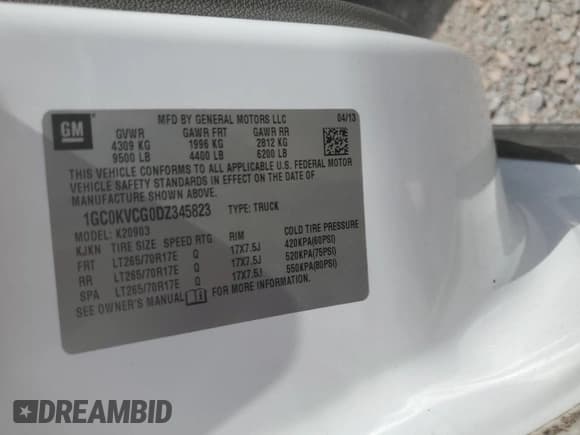 GM
MFD BY GENERAL MOTORS LLC 04/13
GVWR GAWR FRT GAWR RR
4309 KG 1996 KG 2812 KG
9500 LB 4400 LB 6200 LB
THIS VEHICLE CONFORMS TO ALL APPLICABLE U.S. FEDERAL MOTOR
VEHICLE SAFETY STANDARDS IN EFFECT ON THE DATE OF
MANUFACTURE SHOWN ABOVE.
1GC0KVCG0DZ345823 TYPE: TRUCK
MODEL: K20903
KJKN TIRE SIZE SPEED RTG RIM COLD TIRE PRESSURE
FRT LT265/70R17E Q 17X7.5J 420KPA(60PSI)
RR LT265/70R17E Q 17X7.5J 520KPA(75PSI)
SPA LT265/70R17E Q 17X7.5J 550KPA(80PSI)
SEE OWNER'S MANUAL FOR MORE INFORMATION.
DREAMBID